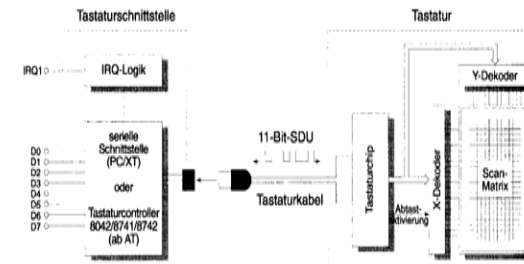 Tastaturschnittstelle
Tastatur
IRQ1
IRQ-Logik
Y-Dekoder
serielle
Schnittstelle
(PC/XT)
oder
Tastaturcontroller
8042/8741/8742
(ab AT)
D0
D1
D2
D3
D4
D5
D6
D7
11-Bit-SDU
Tastaturkabel
Tastaturchip
Abtast-
aktivierung
X-Dekoder
Scan-
Matrix